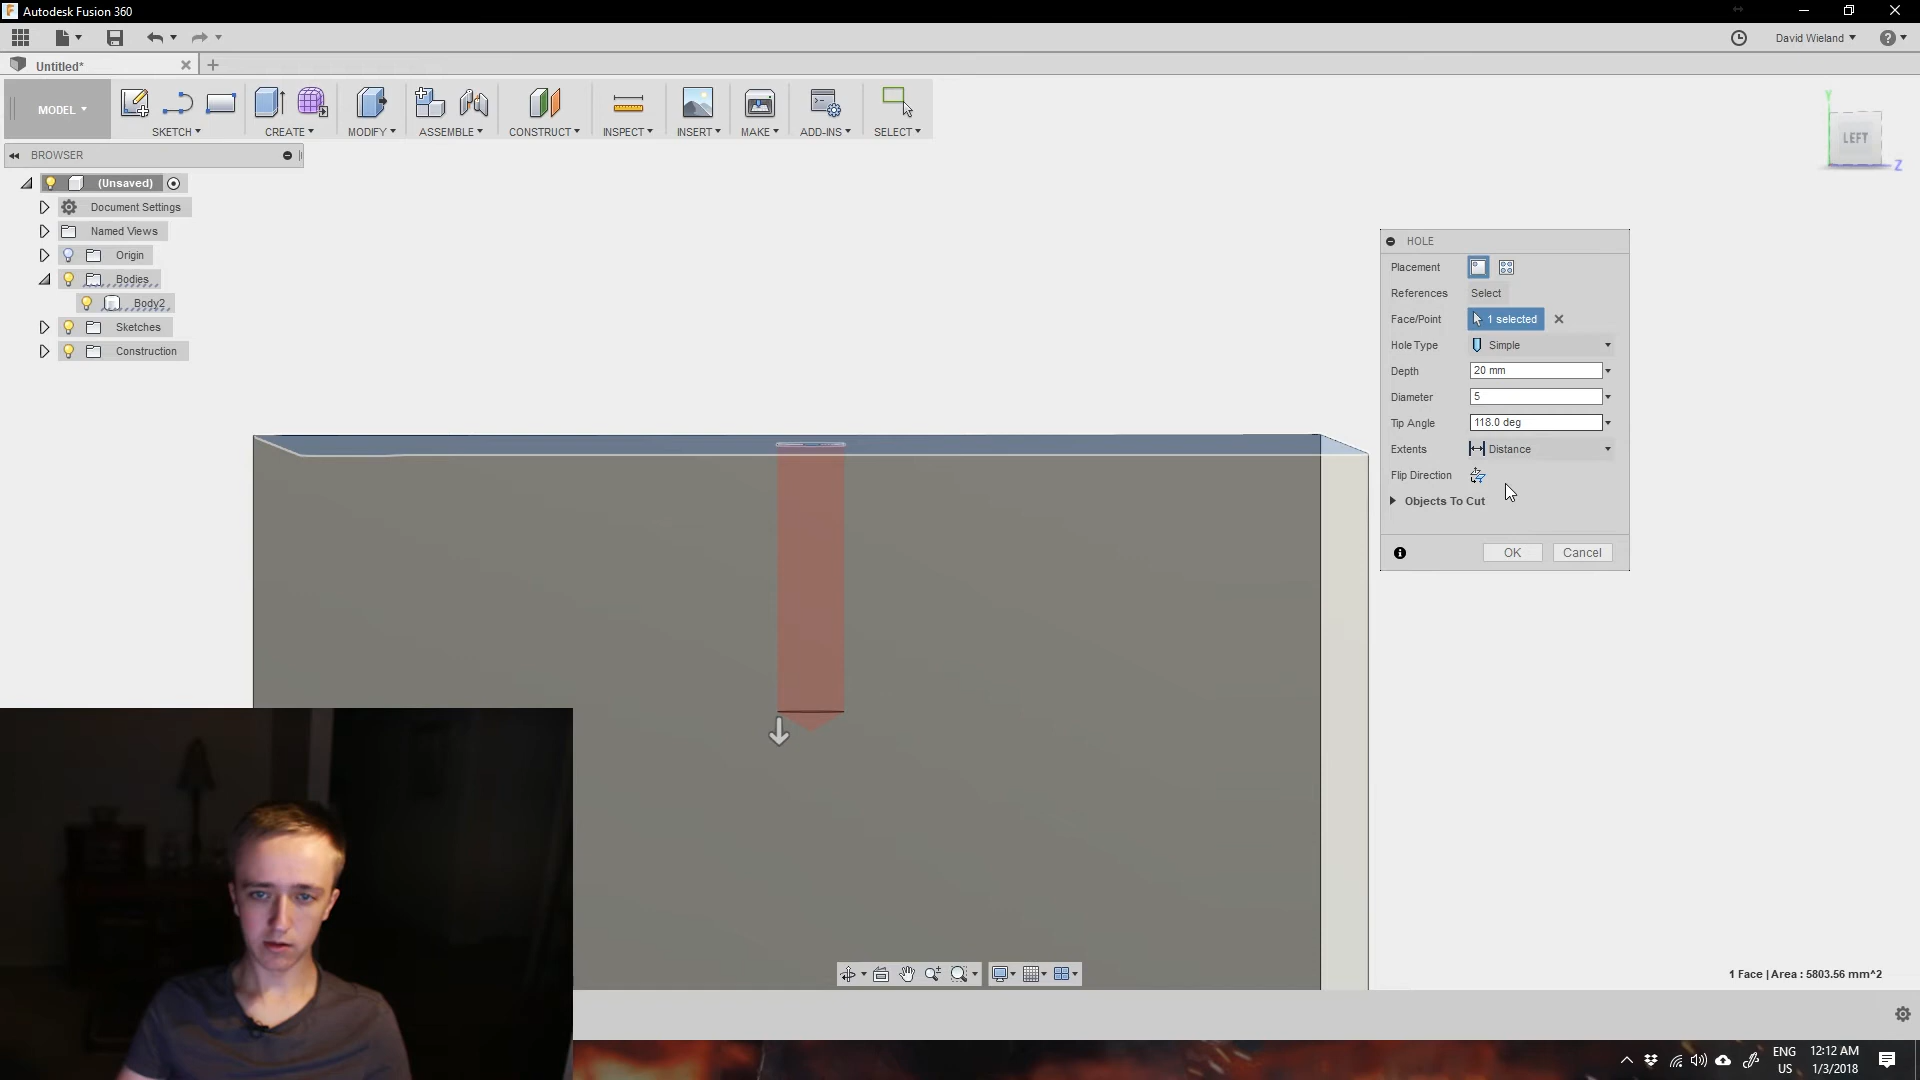 Autodesk Fusion 360
David Wieland
Untitled*
MODEL
SKETCH
CREATE
MODIFY
ASSEMBLE
CONSTRUCT
INSPECT
INSERT
MAKE
ADD-INS
SELECT
BROWSER
(Unsaved)
Document Settings
Named Views
Origin
Bodies
Body2
Sketches
Construction
Y
LEFT
Z
HOLE
Placement
References Select
Face/Point 1 selected
Hole Type Simple
Depth 20 mm
Diameter 5
Tip Angle 118.0 deg
Extents Distance
Flip Direction
Objects To Cut
OK Cancel
1 Face | Area : 5803.56 mm^2
ENG
US
12:12 AM
1/3/2018